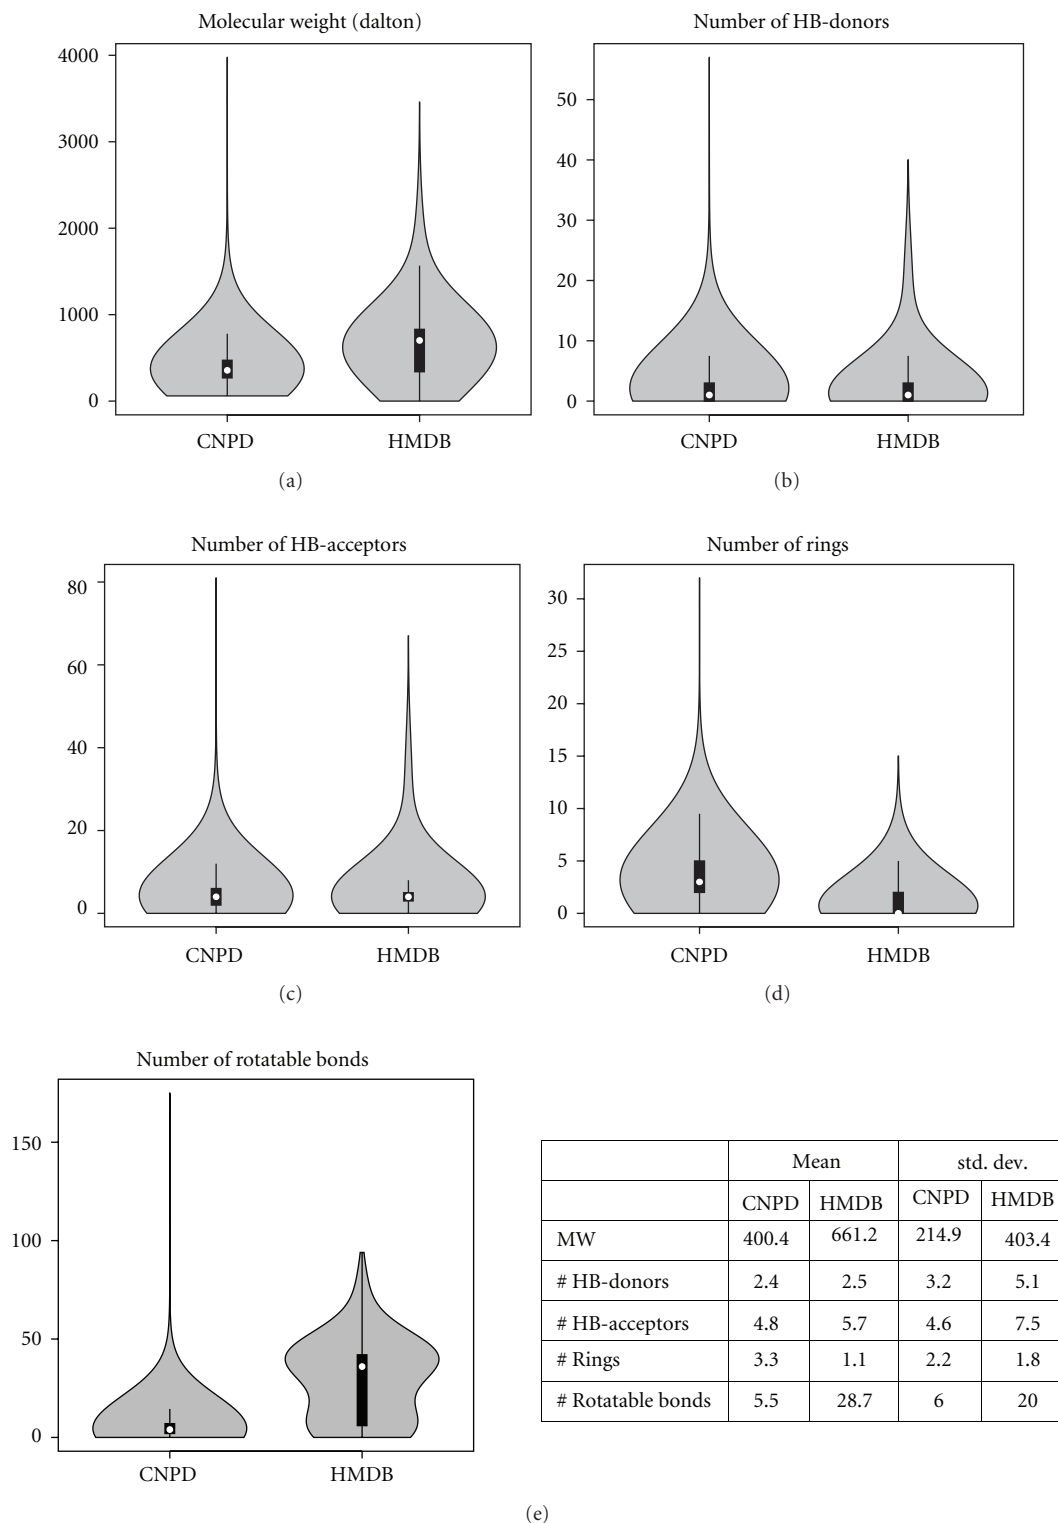 Molecular weight (dalton)
4000
3000
2000
1000
0
CNPD HMDB
(a)
Number of HB-donors
50
40
30
20
10
0
CNPD HMDB
(b)
Number of HB-acceptors
80
60
40
20
0
CNPD HMDB
(c)
Number of rings
30
25
20
15
10
5
0
CNPD HMDB
(d)
Number of rotatable bonds
150
100
50
0
CNPD HMDB
Mean std. dev.
CNPD HMDB CNPD HMDB
MW 400.4 661.2 214.9 403.4
# HB-donors 2.4 2.5 3.2 5.1
# HB-acceptors 4.8 5.7 4.6 7.5
# Rings 3.3 1.1 2.2 1.8
# Rotatable bonds 5.5 28.7 6 20
(e)